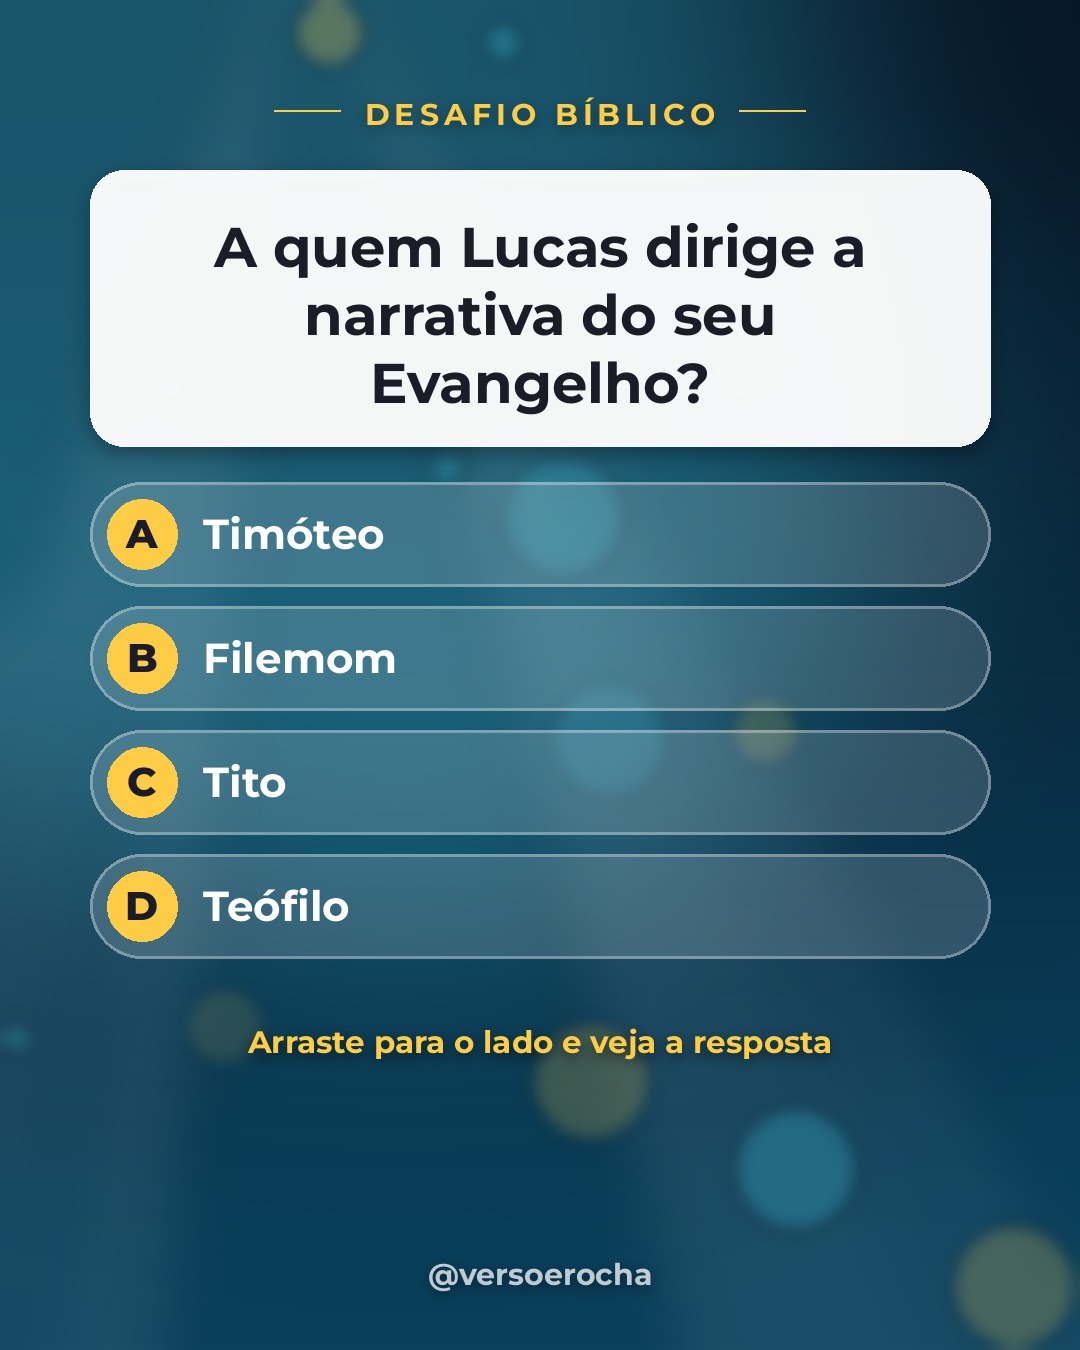 DESAFIO BÍBLICO
A quem Lucas dirige a
narrativa do seu
Evangelho?
A Timóteo
B Filemom
C Tito
D Teófilo
Arraste para o lado e veja a resposta
@versoerocha